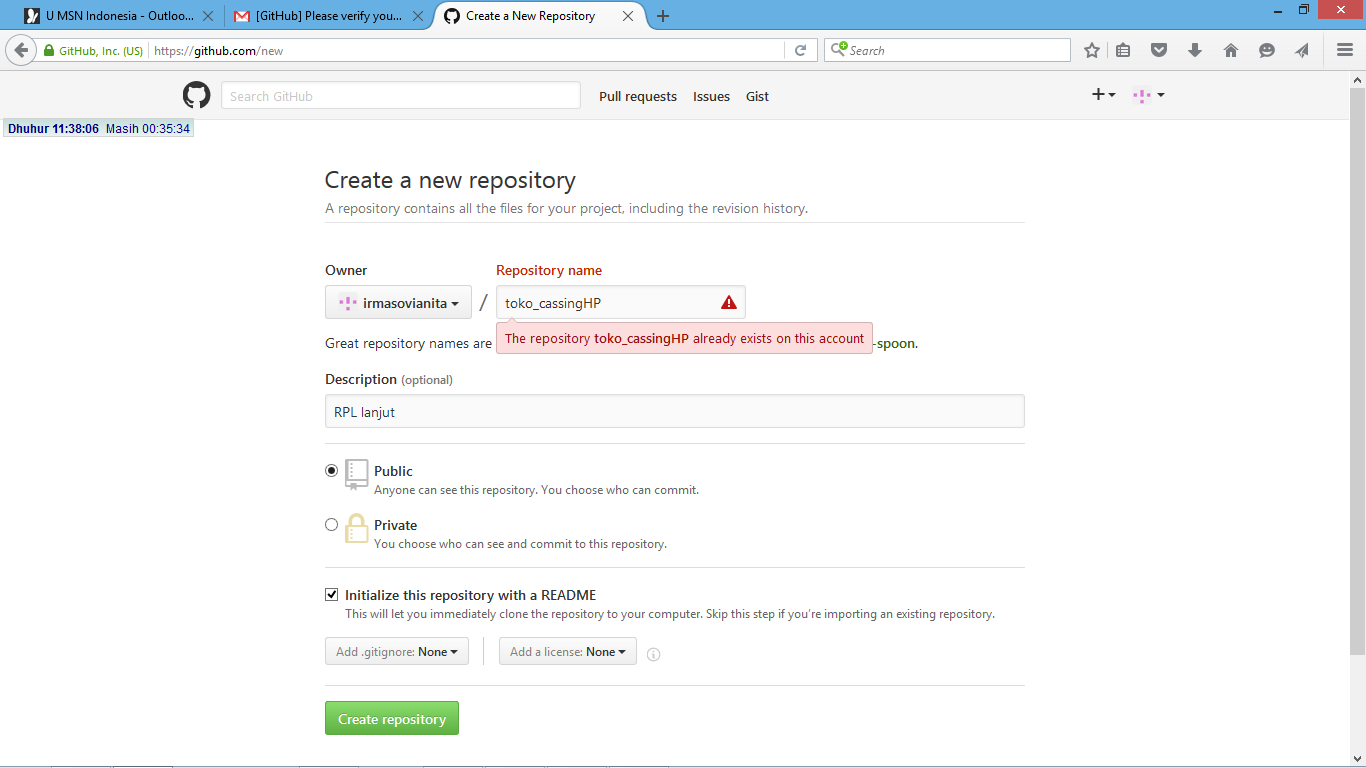 U MSN Indonesia - Outloo...
[GitHub] Please verify you...
Create a New Repository
GitHub, Inc. (US)
https://github.com/new
Search
Search GitHub
Pull requests
Issues
Gist
Dhuhur 11:38:06 Masih 00:35:34
Create a new repository
A repository contains all the files for your project, including the revision history.
Owner
Repository name
irmasovianita
/
toko_cassingHP
The repository toko_cassingHP already exists on this account
Great repository names are
-spoon.
Description (optional)
RPL lanjut
Public
Anyone can see this repository. You choose who can commit.
Private
You choose who can see and commit to this repository.
Initialize this repository with a README
This will let you immediately clone the repository to your computer. Skip this step if you're importing an existing repository.
Add .gitignore: None
Add a license: None
Create repository